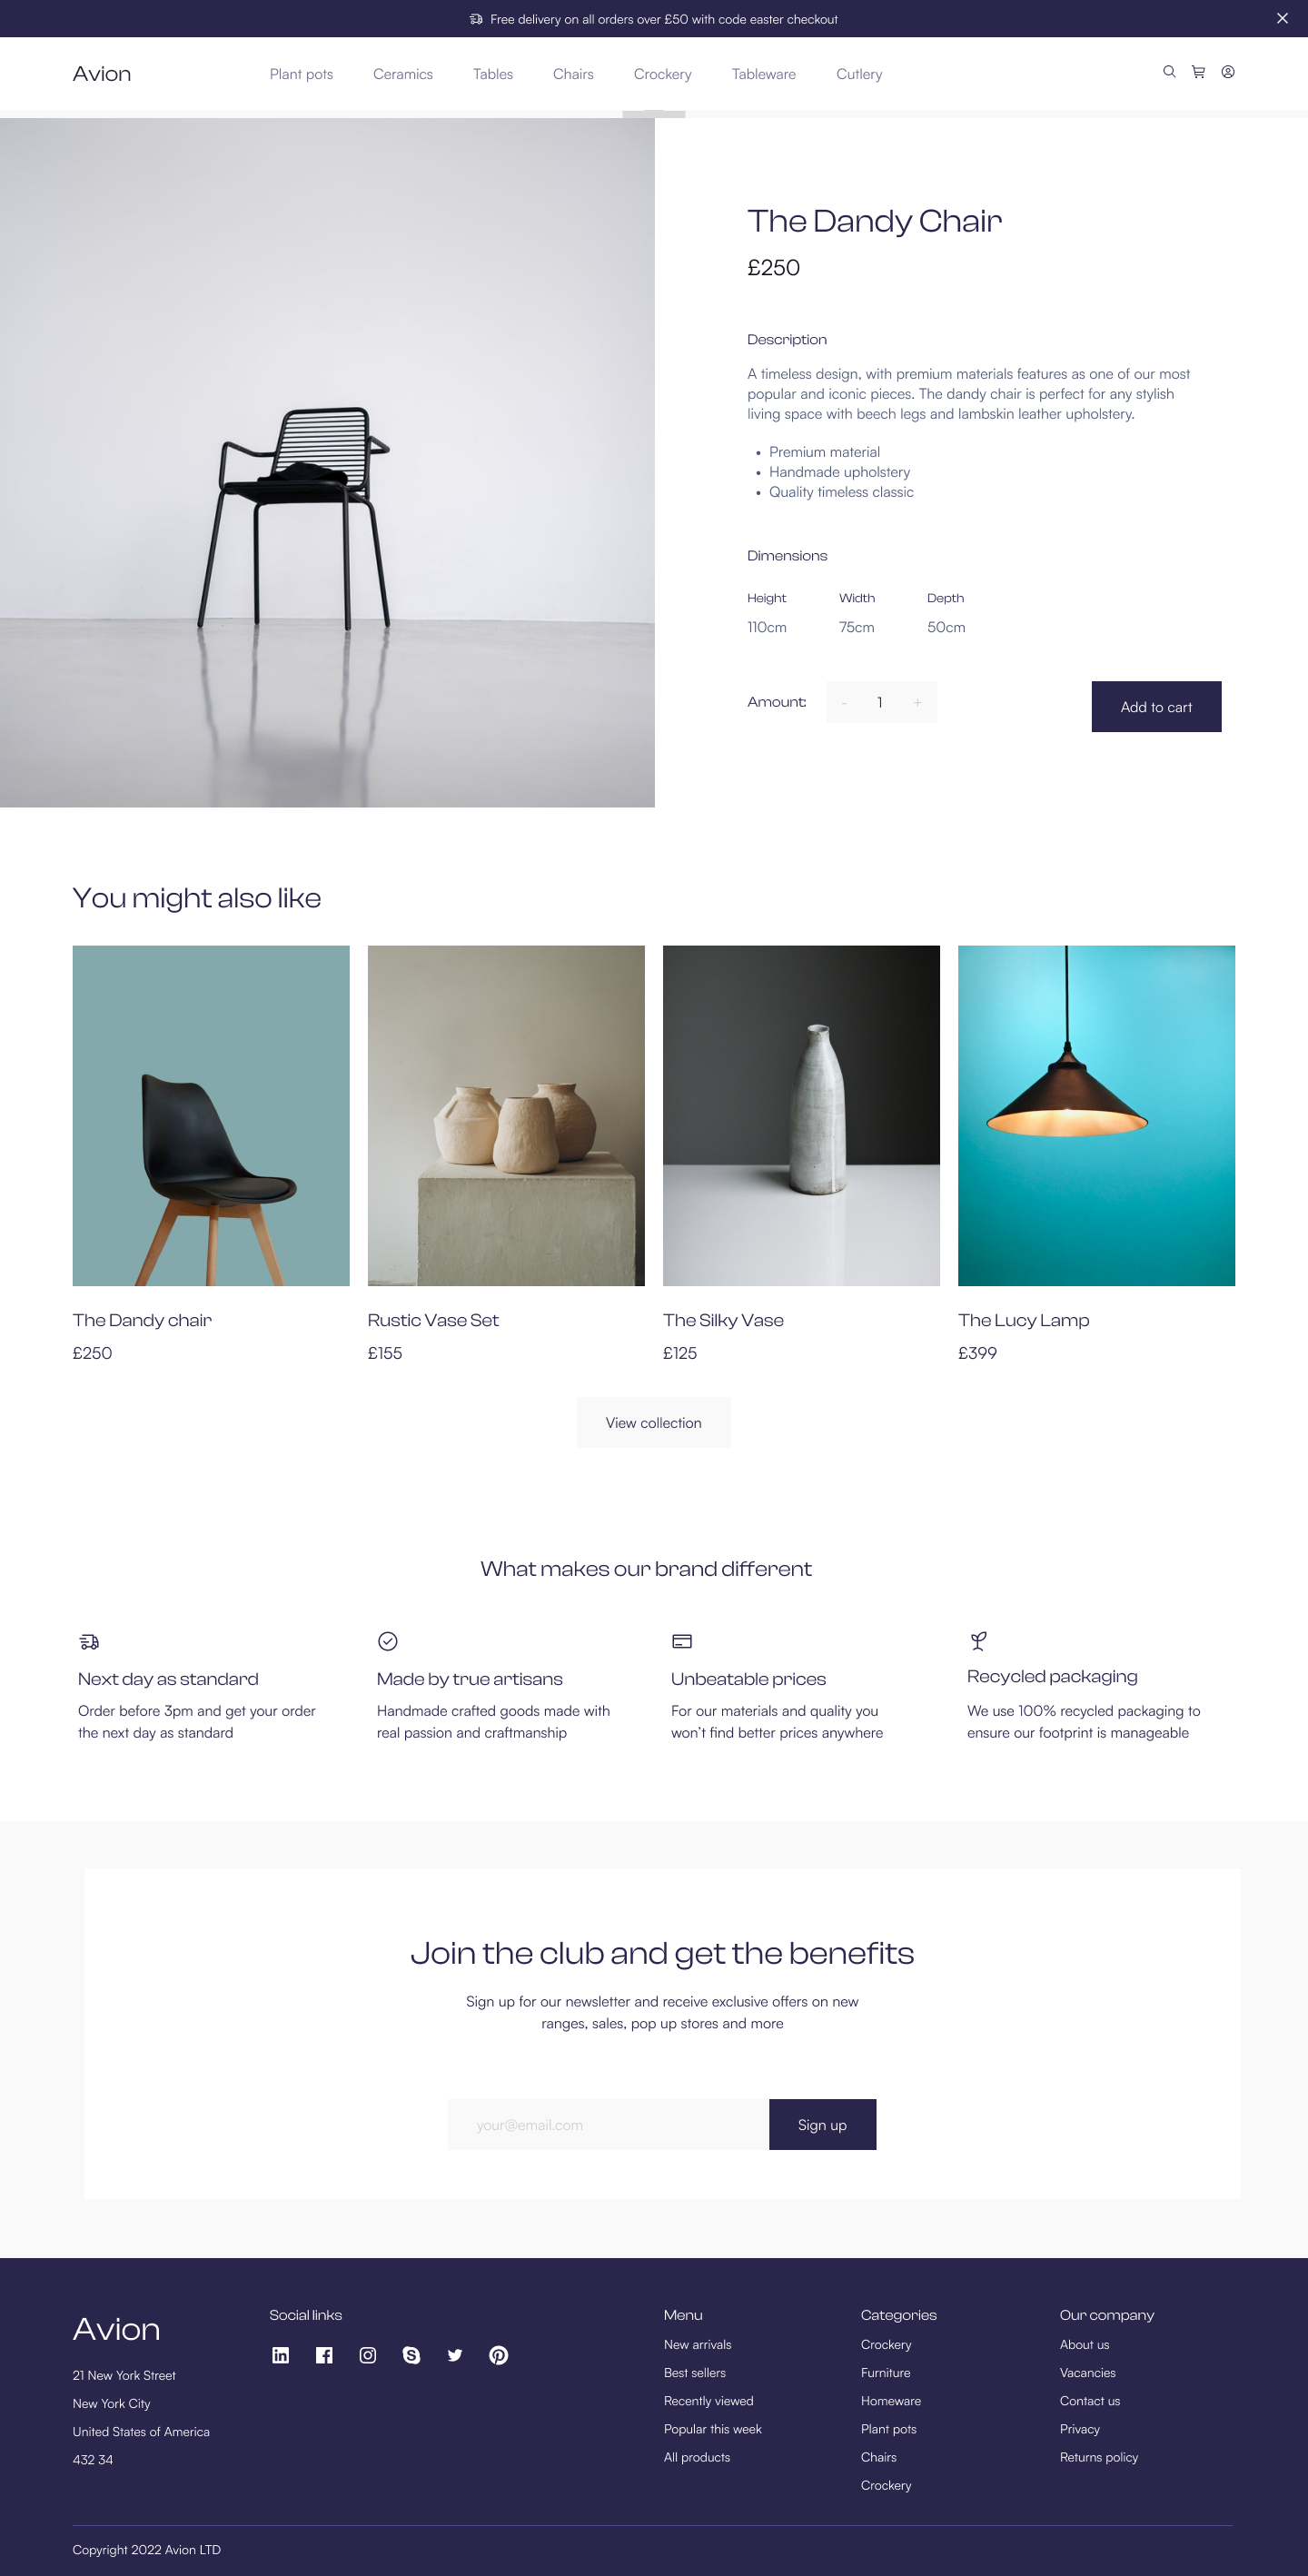 Free delivery on all orders over £50 with code easter checkout
Avion
Plant pots
Ceramics
Tables
Chairs
Crockery
Tableware
Cutlery
The Dandy Chair
£250
Description
A timeless design, with premium materials features as one of our most
popular and iconic pieces. The dandy chair is perfect for any stylish
living space with beech legs and lambskin leather upholstery.
• Premium material
• Handmade upholstery
• Quality timeless classic
Dimensions
Height Width Depth
110cm 75cm 50cm
Amount: - 1 +
Add to cart
You might also like
The Dandy chair
£250
Rustic Vase Set
£155
The Silky Vase
£125
The Lucy Lamp
£399
View collection
What makes our brand different
Next day as standard
Order before 3pm and get your order
the next day as standard
Made by true artisans
Handmade crafted goods made with
real passion and craftmanship
Unbeatable prices
For our materials and quality you
won’t find better prices anywhere
Recycled packaging
We use 100% recycled packaging to
ensure our footprint is manageable
Join the club and get the benefits
Sign up for our newsletter and receive exclusive offers on new
ranges, sales, pop up stores and more
your@email.com
Sign up
Avion
21 New York Street
New York City
United States of America
432 34
Social links
Menu
New arrivals
Best sellers
Recently viewed
Popular this week
All products
Categories
Crockery
Furniture
Homeware
Plant pots
Chairs
Crockery
Our company
About us
Vacancies
Contact us
Privacy
Returns policy
Copyright 2022 Avion LTD